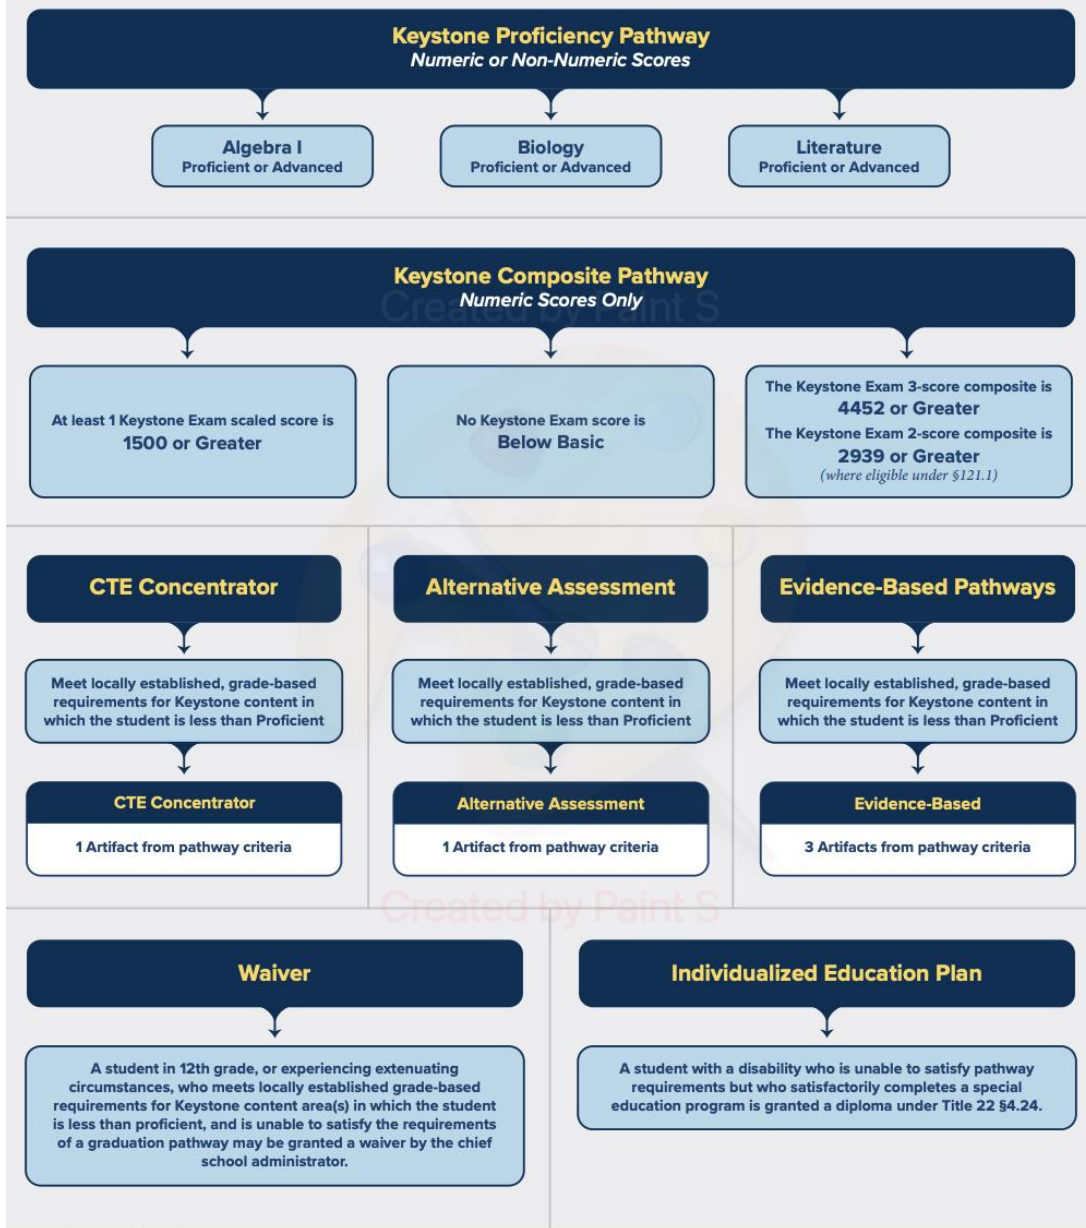 Keystone Proficiency Pathway
Numeric or Non-Numeric Scores
Algebra I
Proficient or Advanced
Biology
Proficient or Advanced
Literature
Proficient or Advanced
Keystone Composite Pathway
Numeric Scores Only
Created by Paint S
At least 1 Keystone Exam scaled score is
1500 or Greater
No Keystone Exam score is
Below Basic
The Keystone Exam 3-score composite is
4452 or Greater
The Keystone Exam 2-score composite is
2939 or Greater
(where eligible under §121.1)
CTE Concentrator
Meet locally established, grade-based
requirements for Keystone content in
which the student is less than Proficient
CTE Concentrator
1 Artifact from pathway criteria
Alternative Assessment
Meet locally established, grade-based
requirements for Keystone content in
which the student is less than Proficient
Alternative Assessment
1 Artifact from pathway criteria
Evidence-Based Pathways
Meet locally established, grade-based
requirements for Keystone content in
which the student is less than Proficient
Evidence-Based
3 Artifacts from pathway criteria
Created by Paint S
Waiver
A student in 12th grade, or experiencing extenuating
circumstances, who meets locally established grade-based
requirements for Keystone content area(s) in which the student
is less than proficient, and is unable to satisfy the requirements
of a graduation pathway may be granted a waiver by the chief
school administrator.
Individualized Education Plan
A student with a disability who is unable to satisfy pathway
requirements but who satisfactorily completes a special
education program is granted a diploma under Title 22 §4.24.